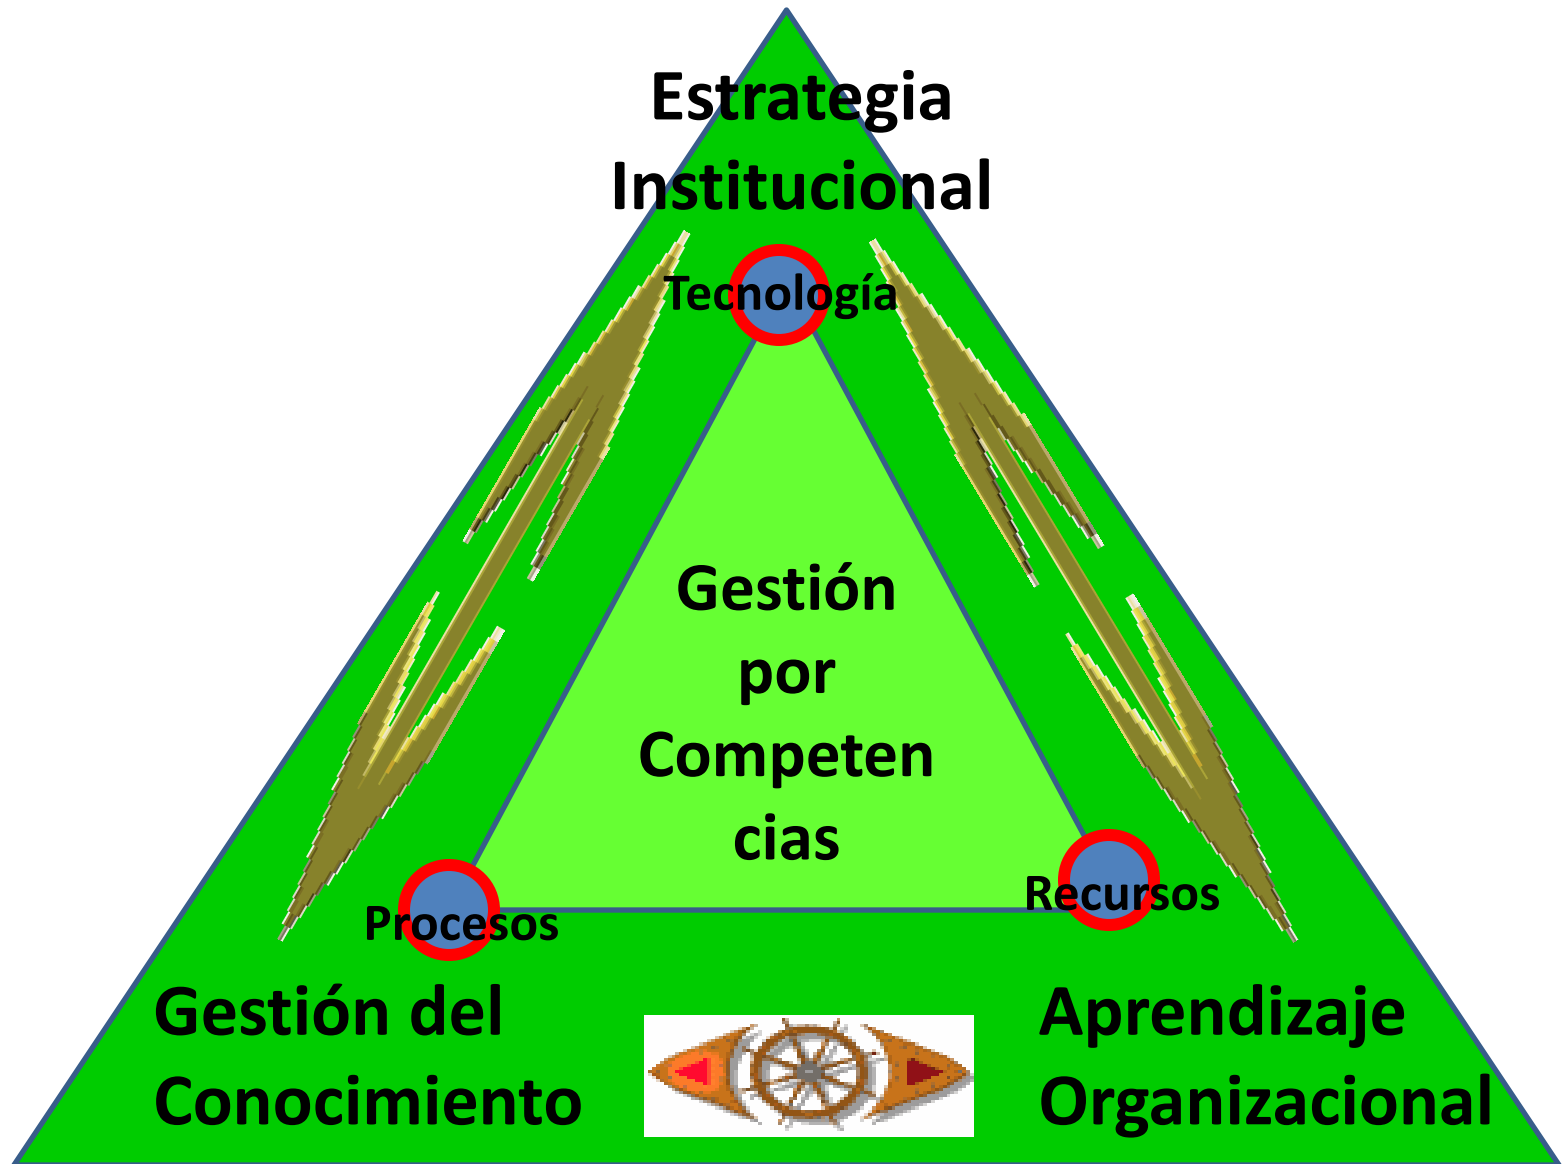 Estrategia
Institucional
Tecnología
Gestión
por
Competen
cias
Procesos
Recursos
Gestión del
Conocimiento
Aprendizaje
Organizacional